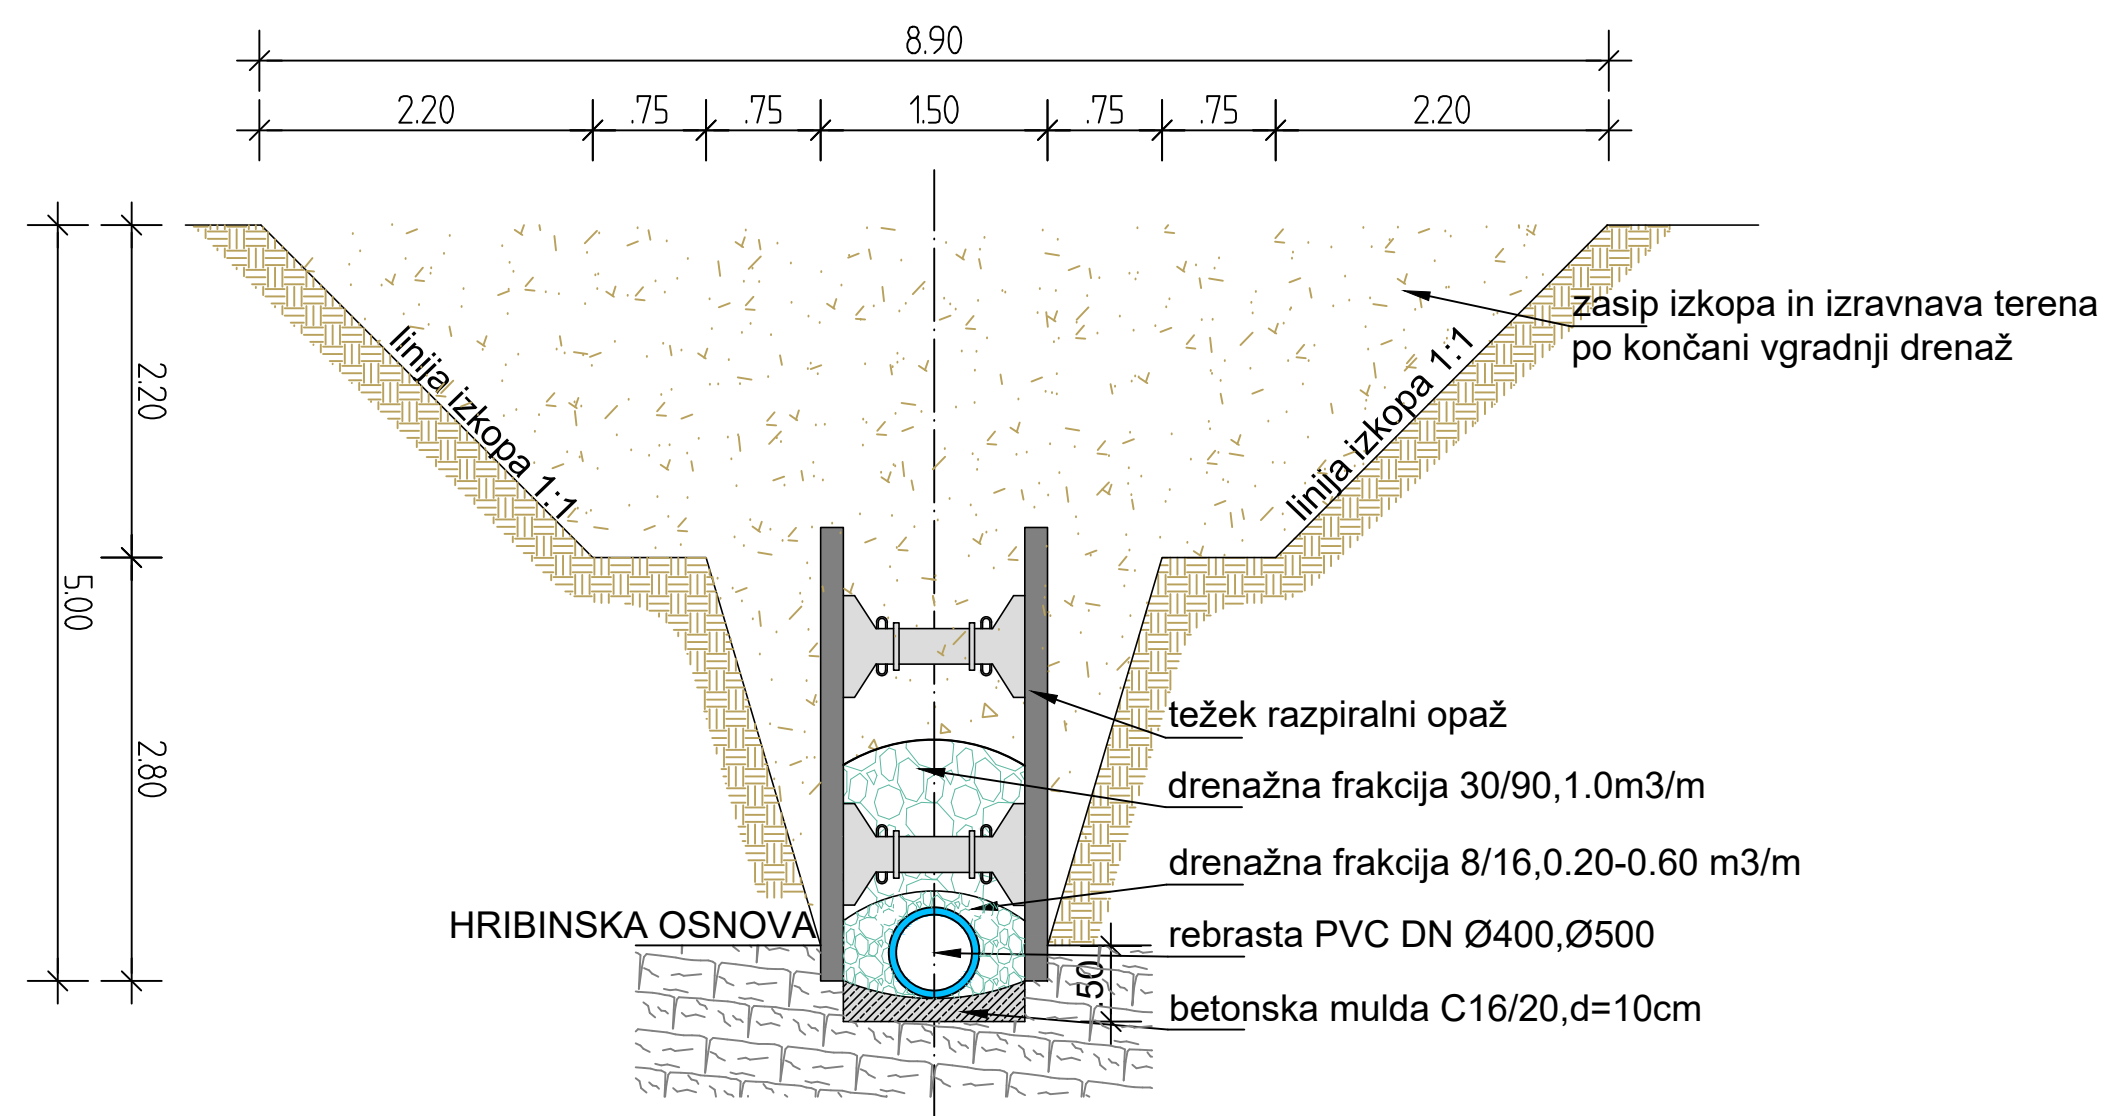 8.90
2.20 .75 .75 1.50 .75 .75 2.20
zasip izkopa in izravnava terena
po končani vgradnji drenaž
linija izkopa 1:1
linija izkopa 1:1
2.20
5.00
2.80
težek razpiralni opaž
drenažna frakcija 30/90,1.0m3/m
drenažna frakcija 8/16,0.20-0.60 m3/m
HRIBINSKA OSNOVA
rebrasta PVC DN Ø400,Ø500
.50
betonska mulda C16/20,d=10cm